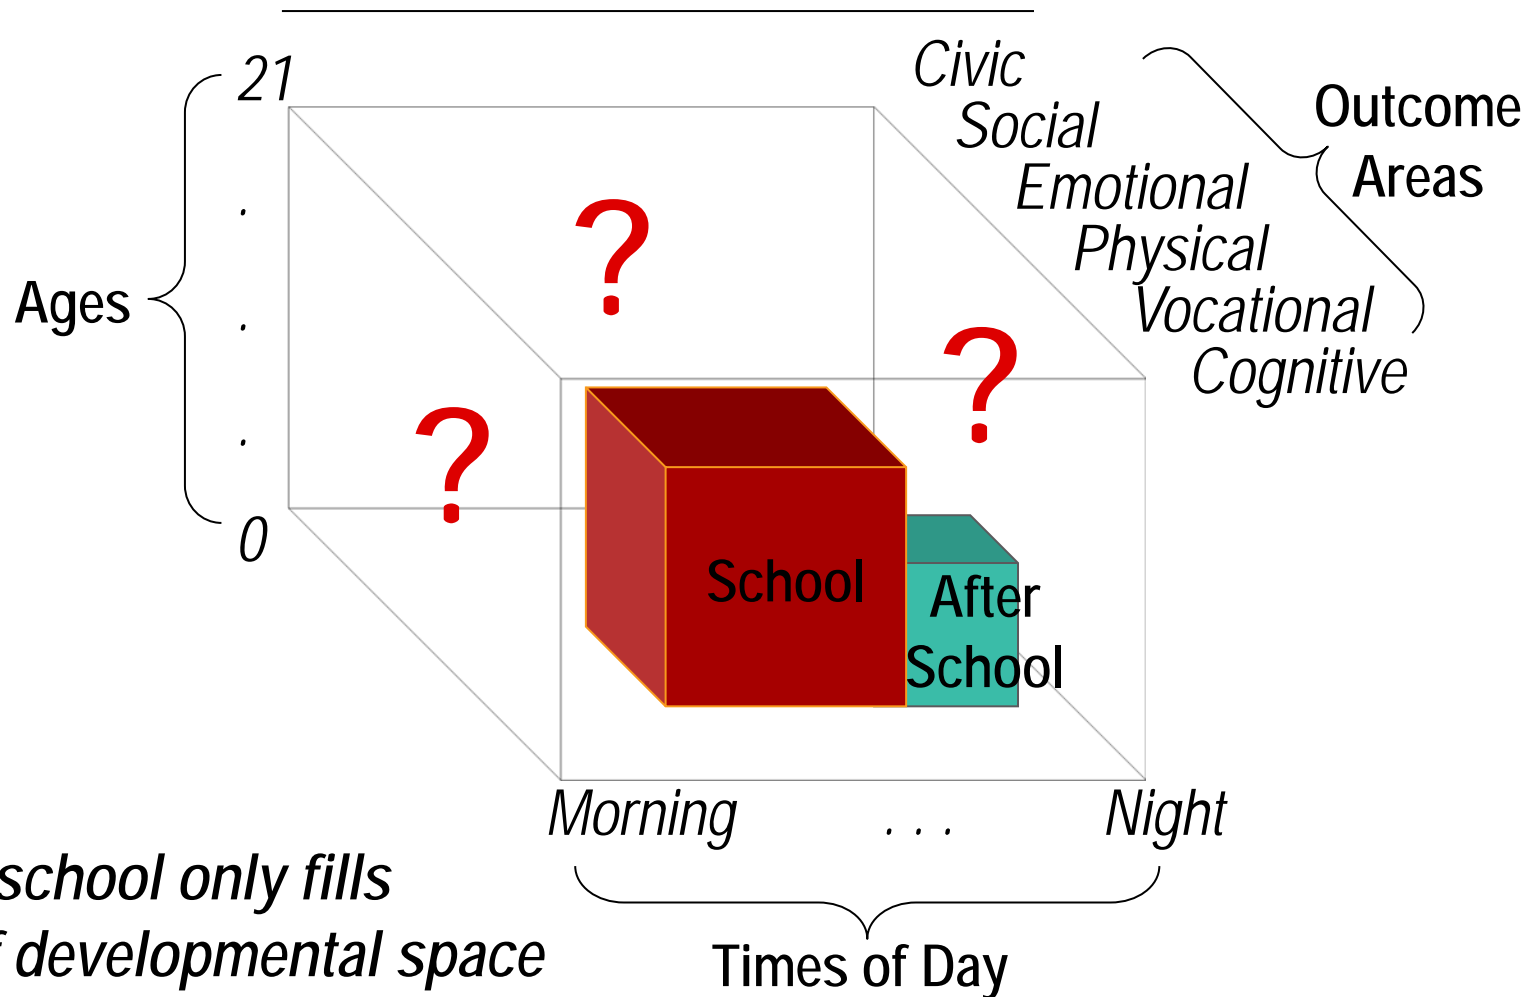 21
.
.
.
0
Ages
Civic
Social
Emotional
Physical
Vocational
Cognitive
Outcome
Areas
?
?
?
School
After
School
Morning
. . .
Night
Times of Day
school only fills
developmental space